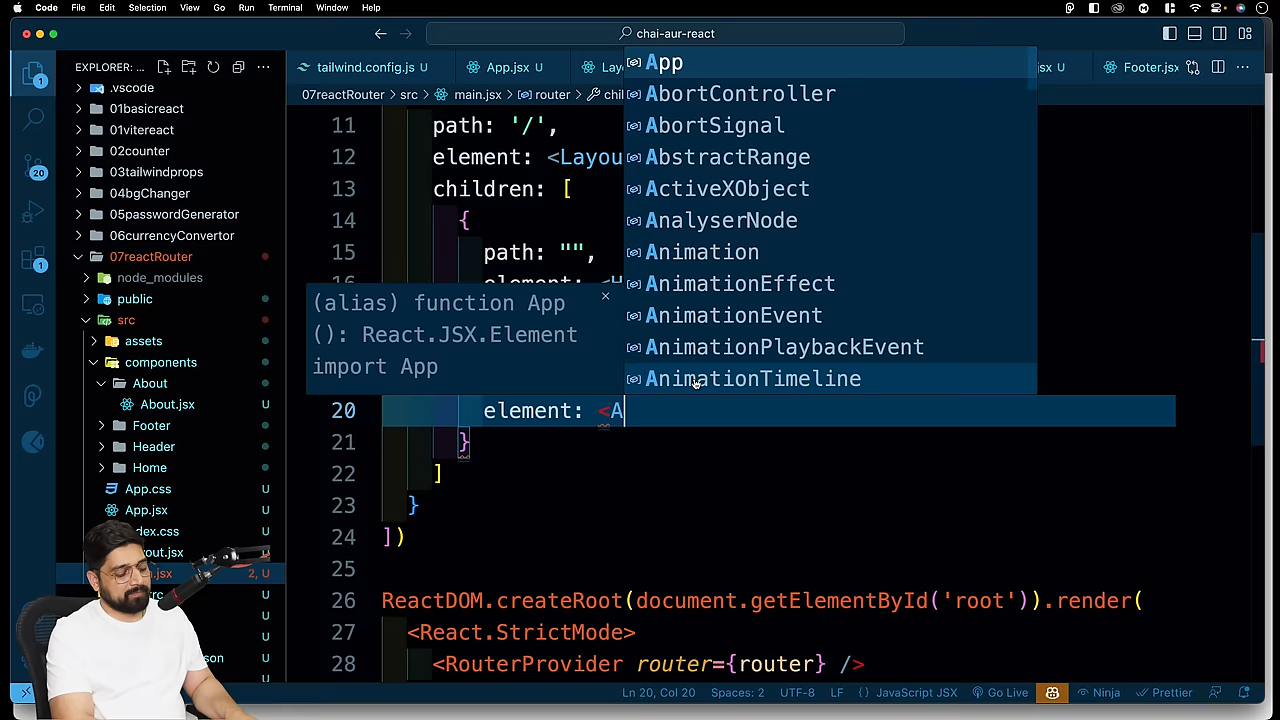 Code File Edit Selection View Go Run Terminal Window Help
chai-aur-react
EXPLORER: ...
tailwind.config.js U
App.jsx U
jsx U
Footer.jsx
07reactRouter > src > main.jsx > router >
.vscode
01basicreact
01vitereact
02counter
03tailwindprops
04bgChanger
05passwordGenerator
06currencyConvertor
07reactRouter
node_modules
public
src
assets
components
About
About.jsx
Footer
Header
Home
App.css U
App.jsx U
U
U
2, U
U
U
U
U
1
20
1
11 path: '/',
12 element: <Layou
13 children: [
14 {
15 path: "",
(alias) function App
(): React.JSX.Element
import App
App
AbortController
AbortSignal
AbstractRange
ActiveXObject
AnalyserNode
Animation
AnimationEffect
AnimationEvent
AnimationPlaybackEvent
AnimationTimeline
20 element: <A
21 }
22 ]
23 }
24 ])
25
26 ReactDOM.createRoot(document.getElementById('root')).render(
27 <React.StrictMode>
28 <RouterProvider router={router} />
Ln 20, Col 20 Spaces: 2 UTF-8 LF {} JavaScript JSX Go Live Ninja Prettier